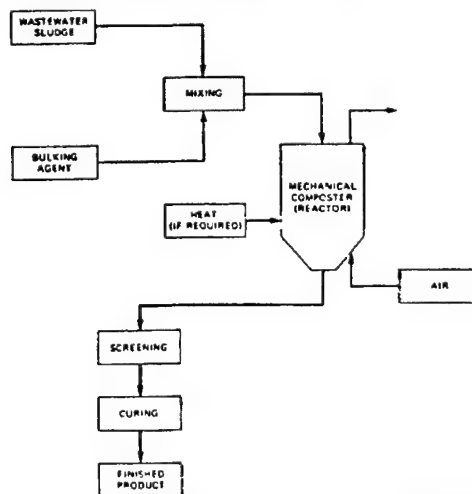 WASTEWATER
SLUDGE
MIXING
BULKING
AGENT
MECHANICAL
COMPOSTER
(REACTOR)
HEAT
(IF REQUIRED)
AIR
SCREENING
CURING
FINISHED
PRODUCT